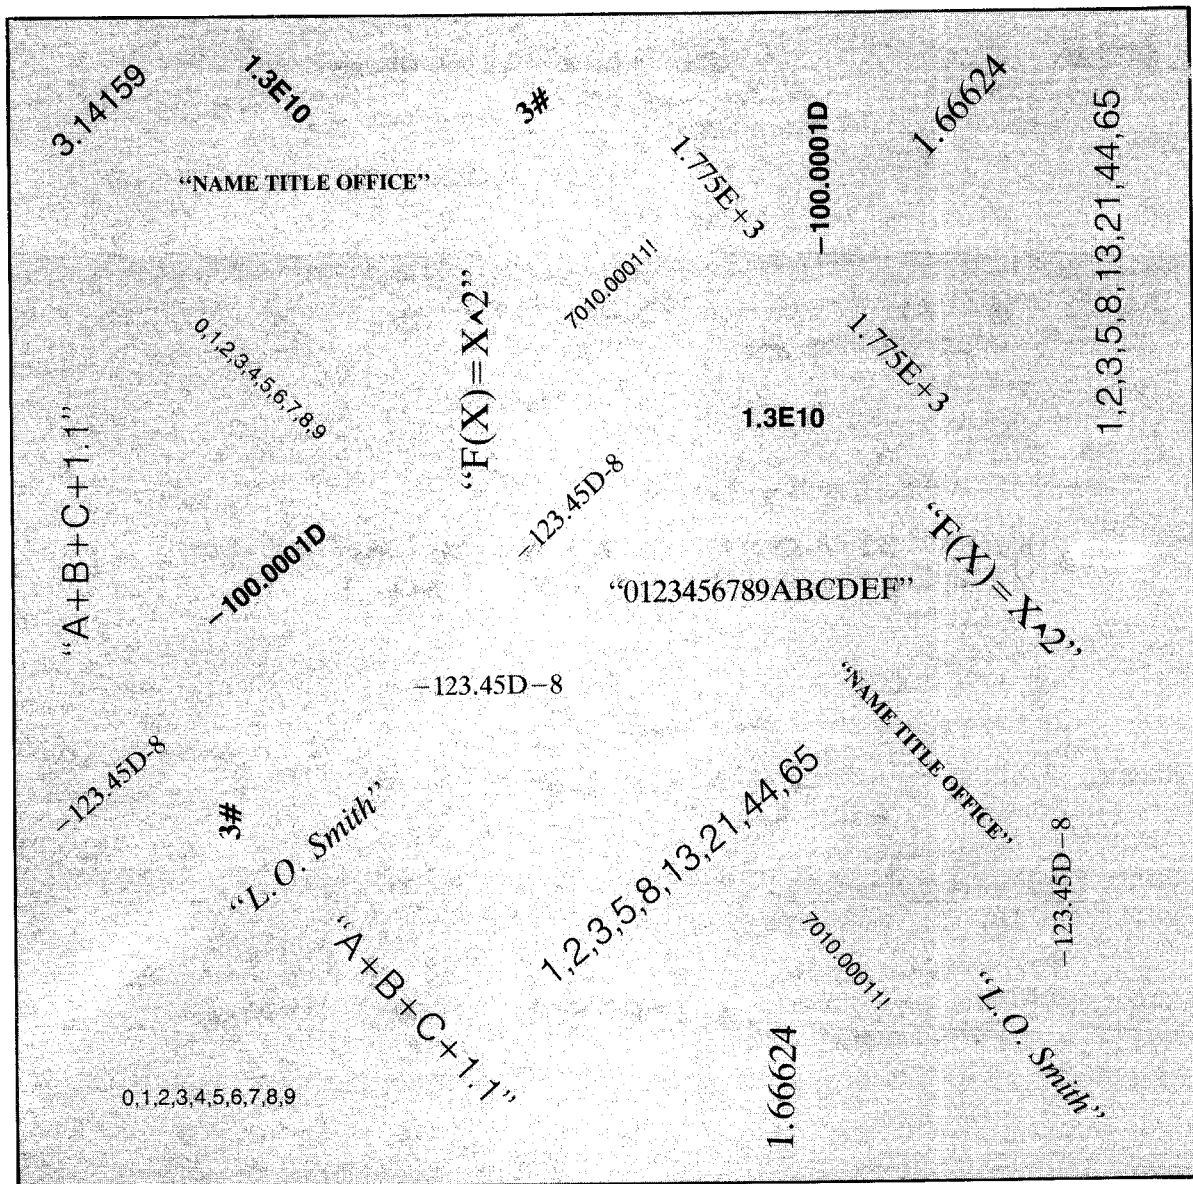 3.14159
1.3E10
3#
1.775E+3
−100.0001D
1.66624
1,2,3,5,8,13,21,44,65
“NAME TITLE OFFICE”
7010.00011!
“F(X)=X^2”
0,1,2,3,4,5,6,7,8,9
1.775E+3
1.3E10
“A+B+C+1.1”
−123.45D-8
−100.0001D
“0123456789ABCDEF”
“F(X)=X^2”
−123.45D−8
“NAME TITLE OFFICE”
−123.45D-8
3#
“L.O. Smith”
1,2,3,5,8,13,21,44,65
−123.45D−8
“A+B+C+1.1”
7010.00011!
“L.O. Smith”
1.66624
0,1,2,3,4,5,6,7,8,9